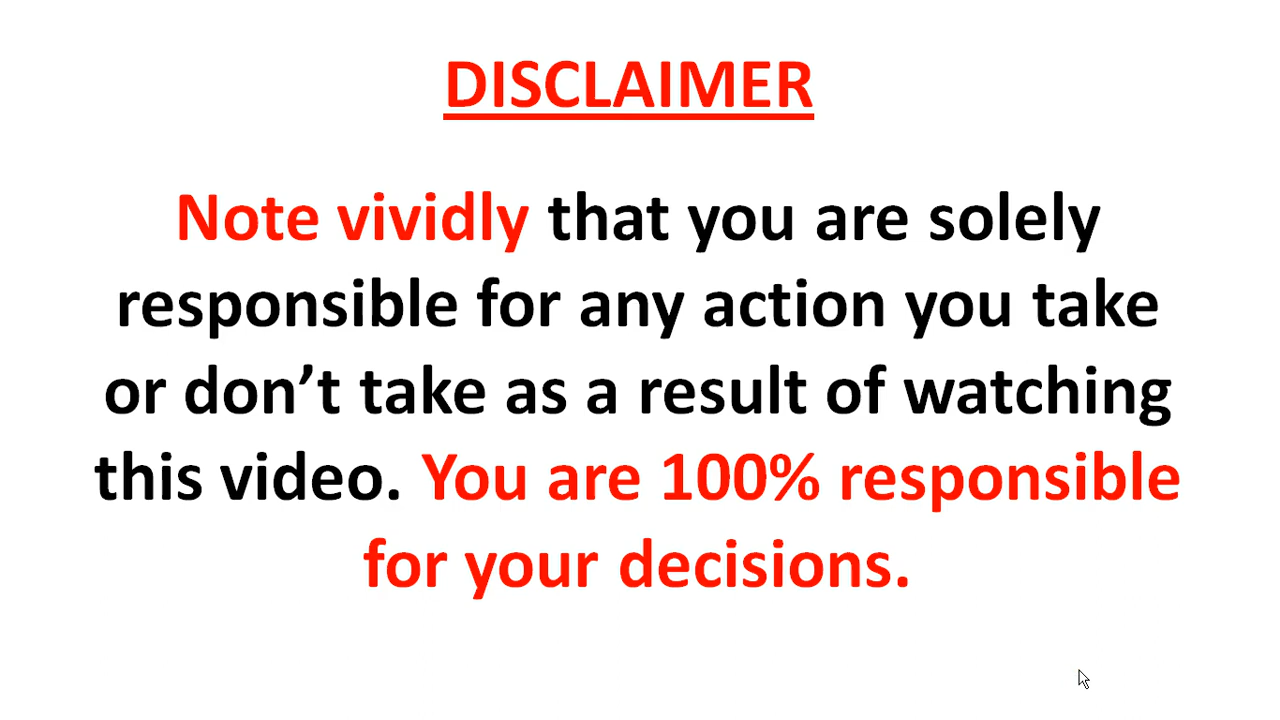 DISCLAIMER
Note vividly that you are solely
responsible for any action you take
or don’t take as a result of watching
this video. You are 100% responsible
for your decisions.